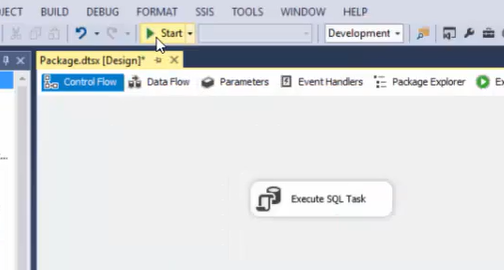 JECT BUILD DEBUG FORMAT SSIS TOOLS WINDOW HELP
Start Development
Package.dtsx [Design]*
Control Flow Data Flow Parameters Event Handlers Package Explorer Ex
Execute SQL Task